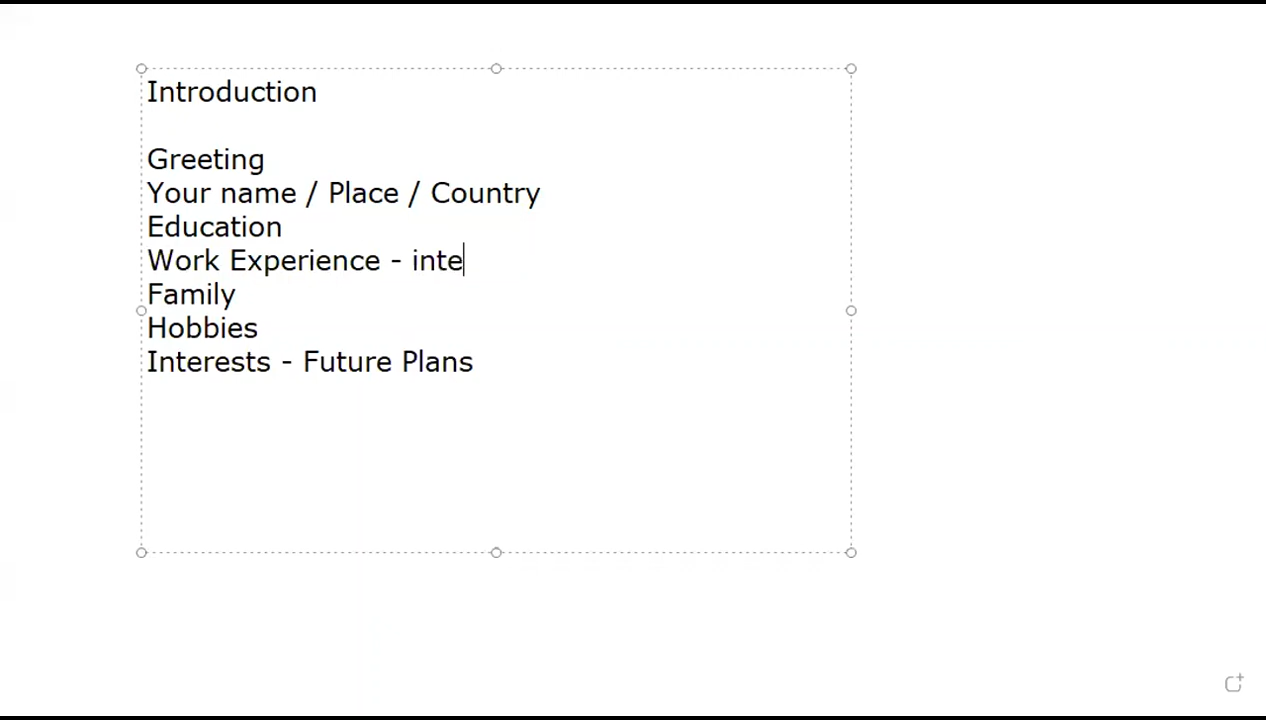 Introduction
Greeting
Your name / Place / Country
Education
Work Experience - inte
Family
Hobbies
Interests - Future Plans